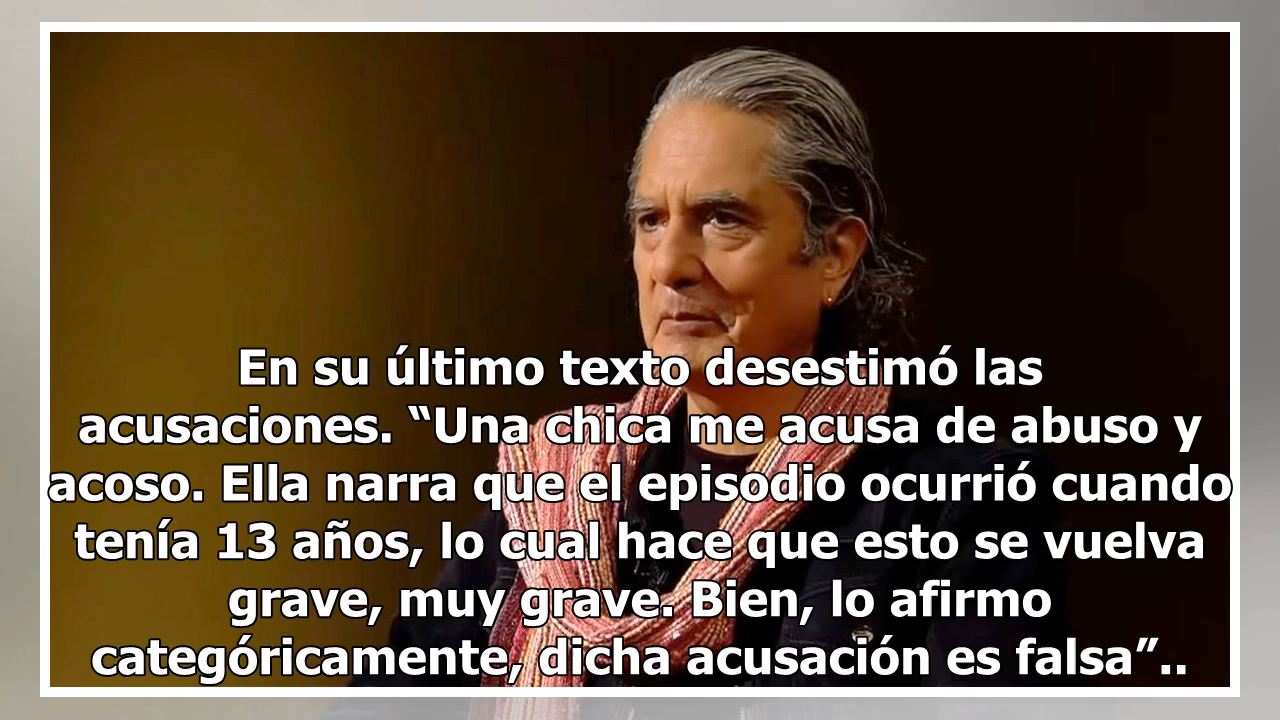 En su último texto desestimó las
acusaciones. “Una chica me acusa de abuso y
acoso. Ella narra que el episodio ocurrió cuando
tenía 13 años, lo cual hace que esto se vuelva
grave, muy grave. Bien, lo afirmo
categóricamente, dicha acusación es falsa”..